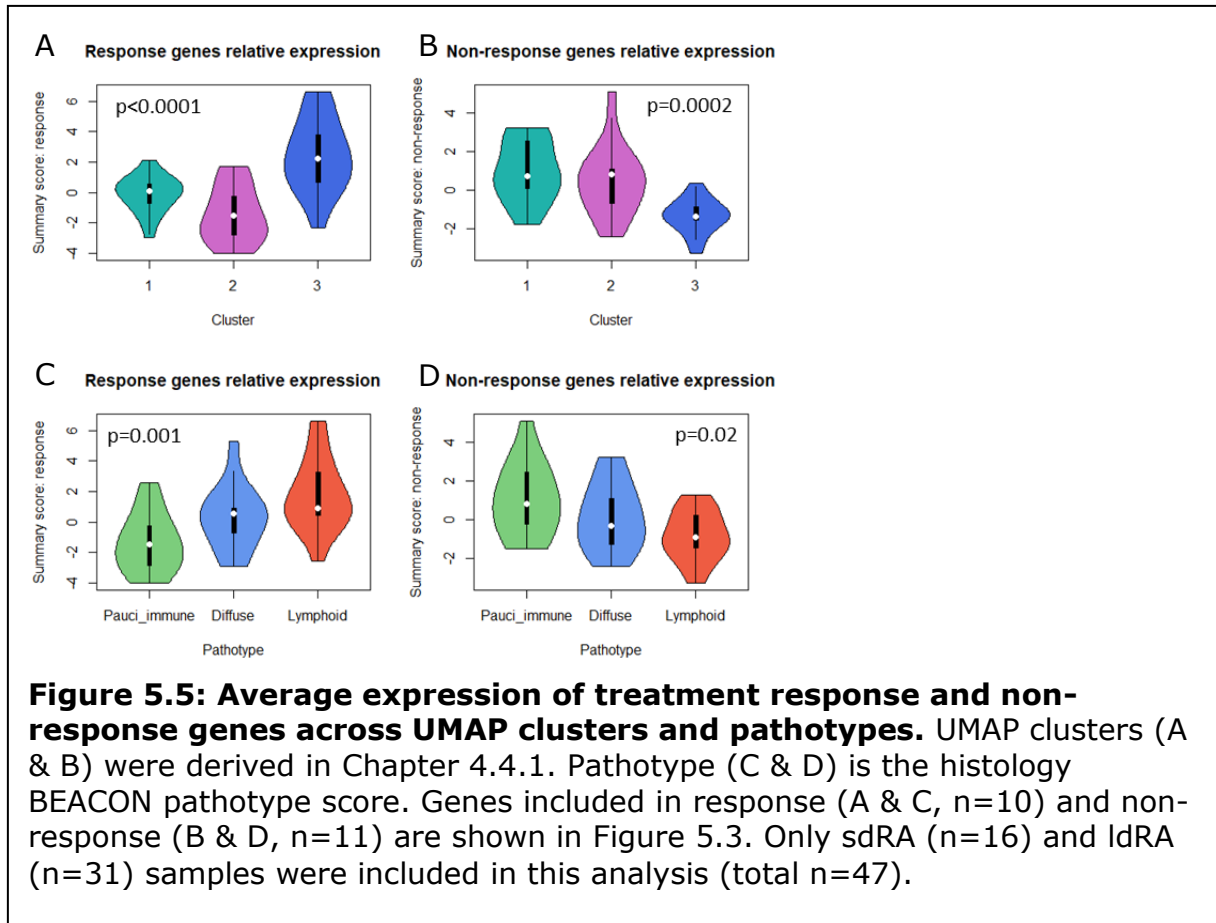 A
Response genes relative expression
p<0.0001
Summary score: response
6
4
2
0
-2
-4
1 2 3
Cluster
B
Non-response genes relative expression
p=0.0002
Summary score: non-response
4
2
0
-2
1 2 3
Cluster
C
Response genes relative expression
p=0.001
Summary score: response
6
4
2
0
-2
-4
Pauci_immune Diffuse Lymphoid
Pathotype
D
Non-response genes relative expression
p=0.02
Summary score: non-response
4
2
0
-2
Pauci_immune Diffuse Lymphoid
Pathotype
Figure 5.5: Average expression of treatment response and non-
response genes across UMAP clusters and pathotypes. UMAP clusters (A
& B) were derived in Chapter 4.4.1. Pathotype (C & D) is the histology
BEACON pathotype score. Genes included in response (A & C, n=10) and non-
response (B & D, n=11) are shown in Figure 5.3. Only sdRA (n=16) and ldRA
(n=31) samples were included in this analysis (total n=47).